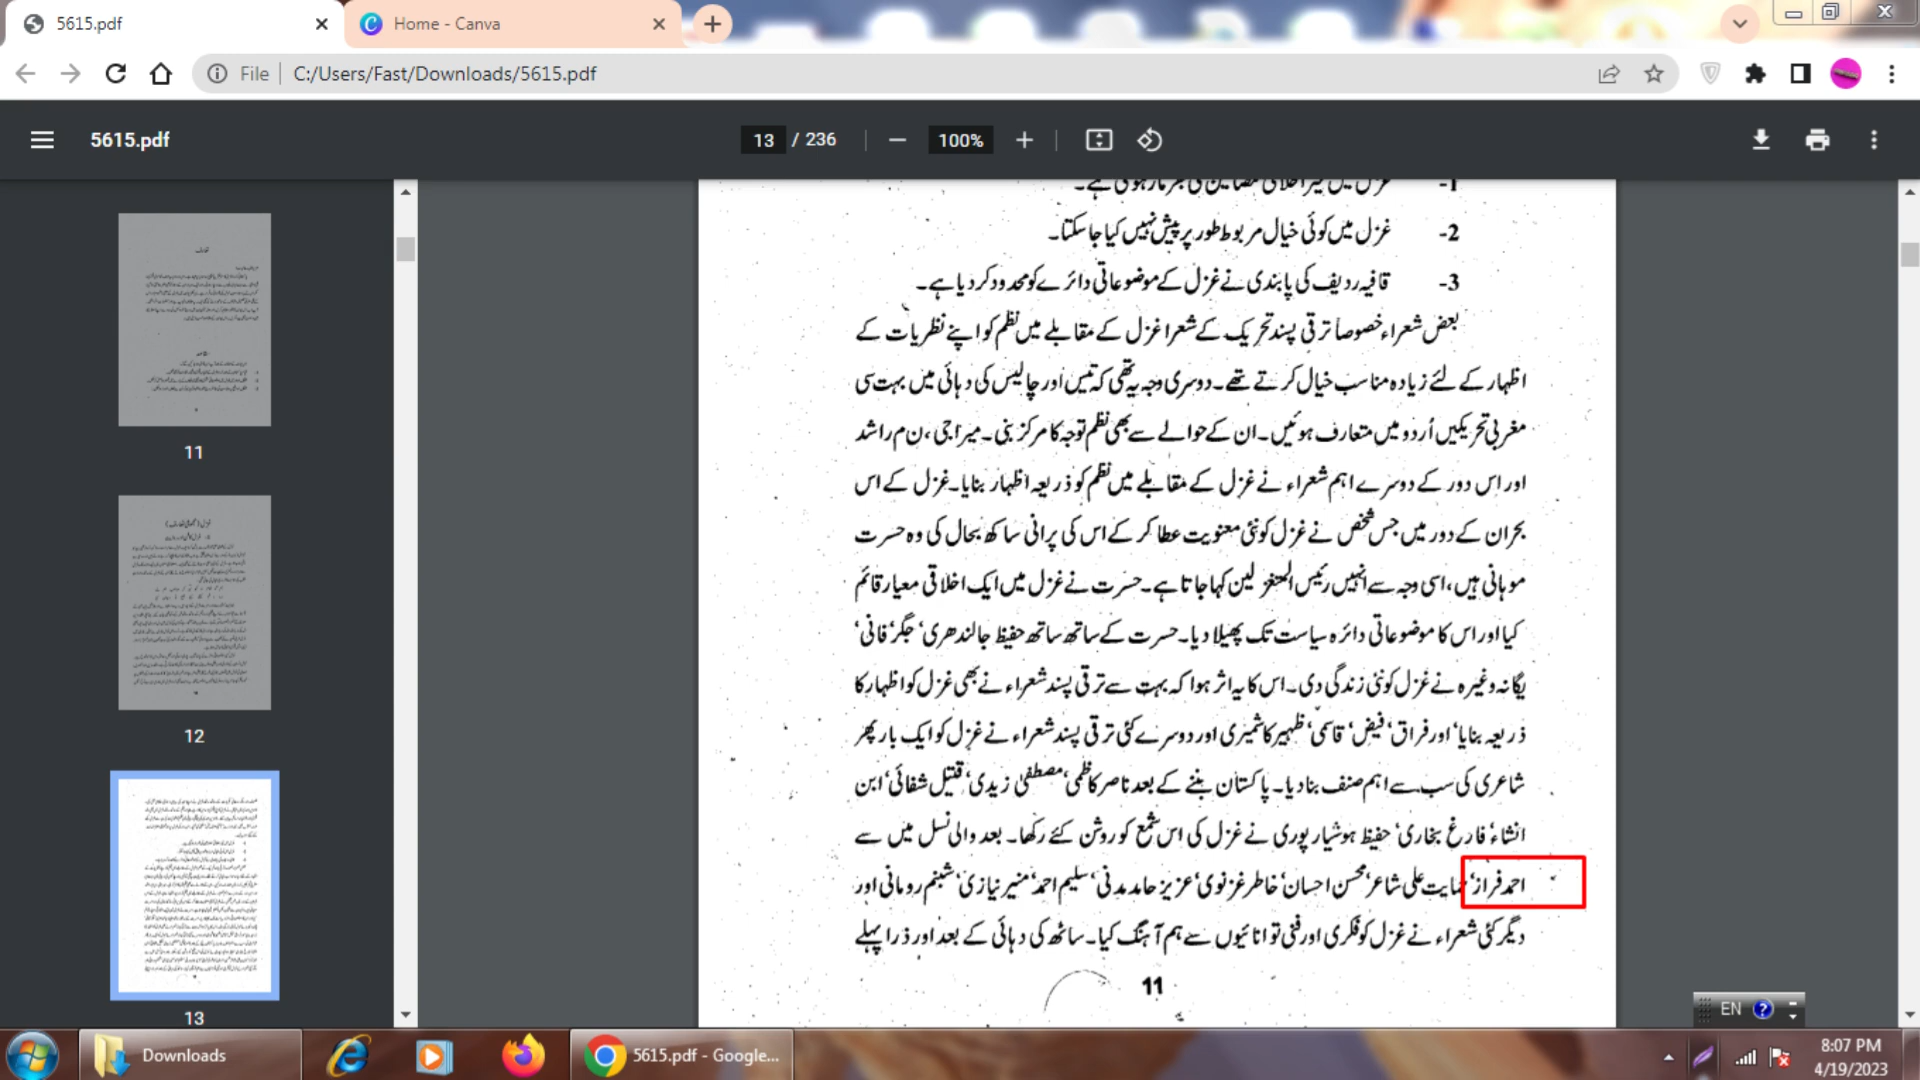 5615.pdf
Home - Canva
File
C:/Users/Fast/Downloads/5615.pdf
5615.pdf
13 / 236
100%
11
12
13
2- غزل میں کوئی خیال مربوط طور پر پیش نہیں کیا جا سکتا۔
3- قافیہ ردیف کی پابندی نے غزل کے موضوعاتی دائرے کو محدود کر دیا ہے۔
بعض شعراء خصوصاً ترقی پسند تحریک کے شعرا غزل کے مقابلے میں نظم کو اپنے نظریات کے
اظہار کے لئے زیادہ مناسب خیال کرتے تھے۔ دوسری وجہ یہ تھی کہ تیس اور چالیس کی دہائی میں بہت سی
مغربی تحریکیں اُردو میں متعارف ہوئیں۔ ان کے حوالے سے بھی نظم توجہ کا مرکز بنی۔ میرا جی، ن م راشد
اور اس دور کے دوسرے اہم شعراء نے غزل کے مقابلے میں نظم کو ذریعہ اظہار بنایا۔ غزل کے اس
بحران کے دور میں جس شخص نے غزل کو نئی معنویت عطا کر کے اس کی پرانی ساکھ بحال کی وہ حسرت
موہانی ہیں، اسی وجہ سے انہیں رئیس المتغزلین کہا جاتا ہے۔ حسرت نے غزل میں ایک اخلاقی معیار قائم
کیا اور اس کا موضوعاتی دائرہ سیاست تک پھیلا دیا۔ حسرت کے ساتھ ساتھ حفیظ جالندھری‘ جگر‘ فانی‘
یگانہ وغیرہ نے غزل کو نئی زندگی دی۔ اس کا یہ اثر ہوا کہ بہت سے ترقی پسند شعراء نے بھی غزل کو اظہار کا
ذریعہ بنایا‘ اور فراق‘ فیض‘ قاسمی‘ ظہیر کاشمیری اور دوسرے کئی ترقی پسند شعراء نے غزل کو ایک بار پھر
شاعری کی سب سے اہم صنف بنا دیا۔ پاکستان بننے کے بعد ناصر کاظمی‘ مصطفیٰ زیدی‘ قتیل شفائی‘ ابن
انشاء‘ فارغ بخاری‘ حفیظ ہوشیار پوری نے غزل کی اس شمع کو روشن کئے رکھا۔ بعد والی نسل میں سے
احمد فراز‘ حمایت علی شاعر‘ محسن احسان‘ خاطر غزنوی‘ عزیز حامد مدنی‘ سلیم احمد‘ منیر نیازی‘ شبنم رومانی اور
دیگر کئی شعراء نے غزل کو فکری اور فنی توانائیوں سے ہم آہنگ کیا۔ ساٹھ کی دہائی کے بعد اور ذرا پہلے
11
EN
Downloads
5615.pdf - Google...
8:07 PM
4/19/2023